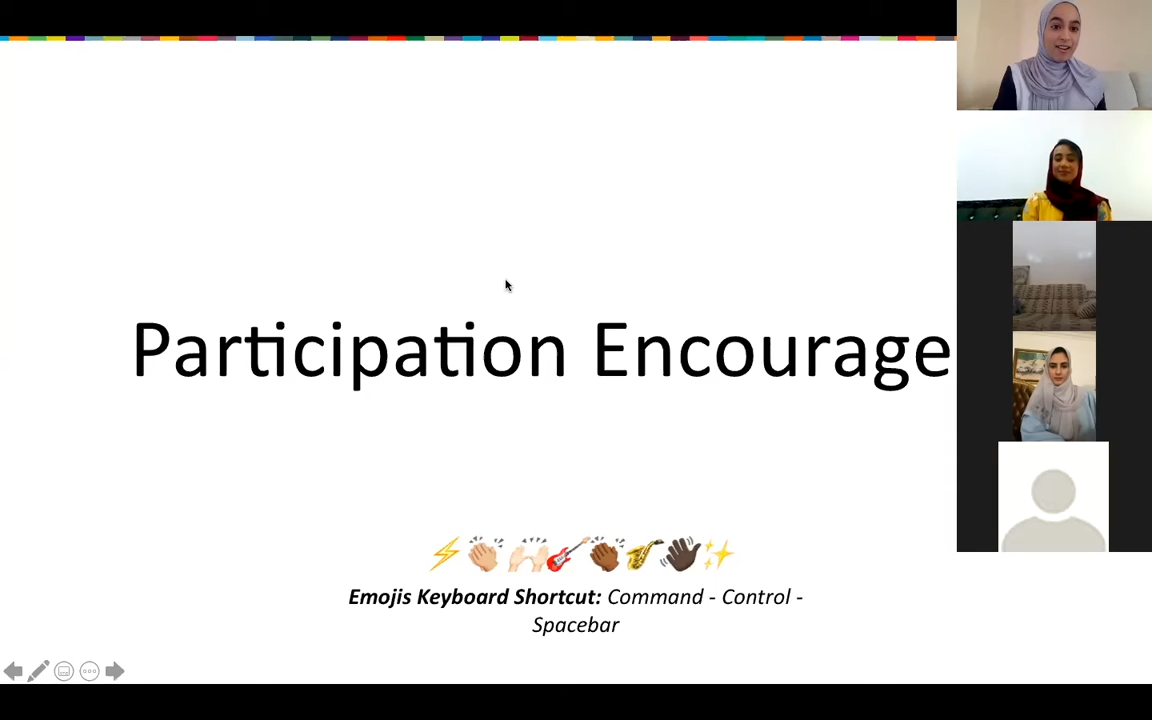 Participation Encourage
⚡👏🏼🙌🏻🎸👏🏾🎷👋🏿✨
Emojis Keyboard Shortcut: Command - Control -
Spacebar